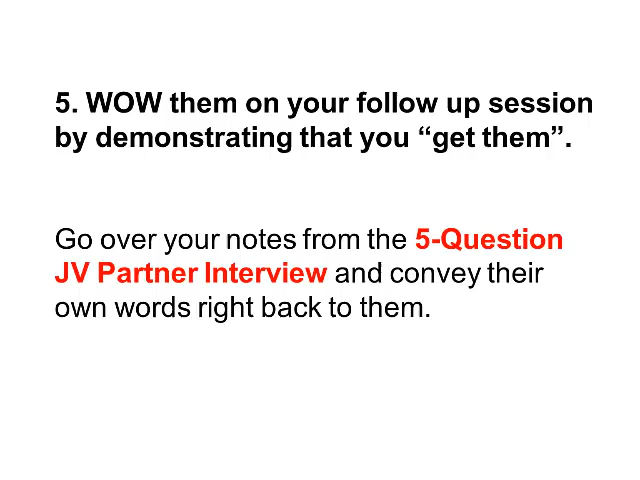 5. WOW them on your follow up session
by demonstrating that you “get them”.
Go over your notes from the 5-Question
JV Partner Interview and convey their
own words right back to them.